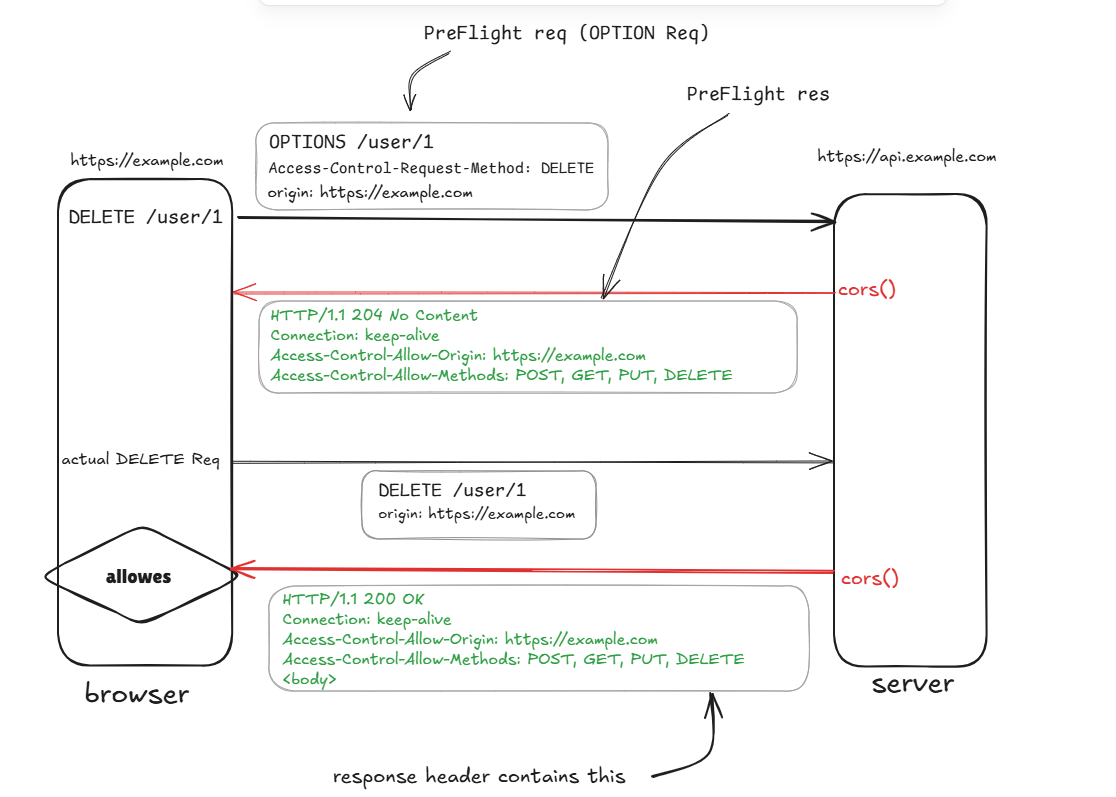 PreFlight req (OPTION Req)
PreFlight res
OPTIONS /user/1
Access-Control-Request-Method: DELETE
origin: https://example.com
https://example.com
https://api.example.com
DELETE /user/1
cors()
HTTP/1.1 204 No Content
Connection: keep-alive
Access-Control-Allow-Origin: https://example.com
Access-Control-Allow-Methods: POST, GET, PUT, DELETE
actual DELETE Req
DELETE /user/1
origin: https://example.com
allowes
cors()
HTTP/1.1 200 OK
Connection: keep-alive
Access-Control-Allow-Origin: https://example.com
Access-Control-Allow-Methods: POST, GET, PUT, DELETE
<body>
browser
server
response header contains this